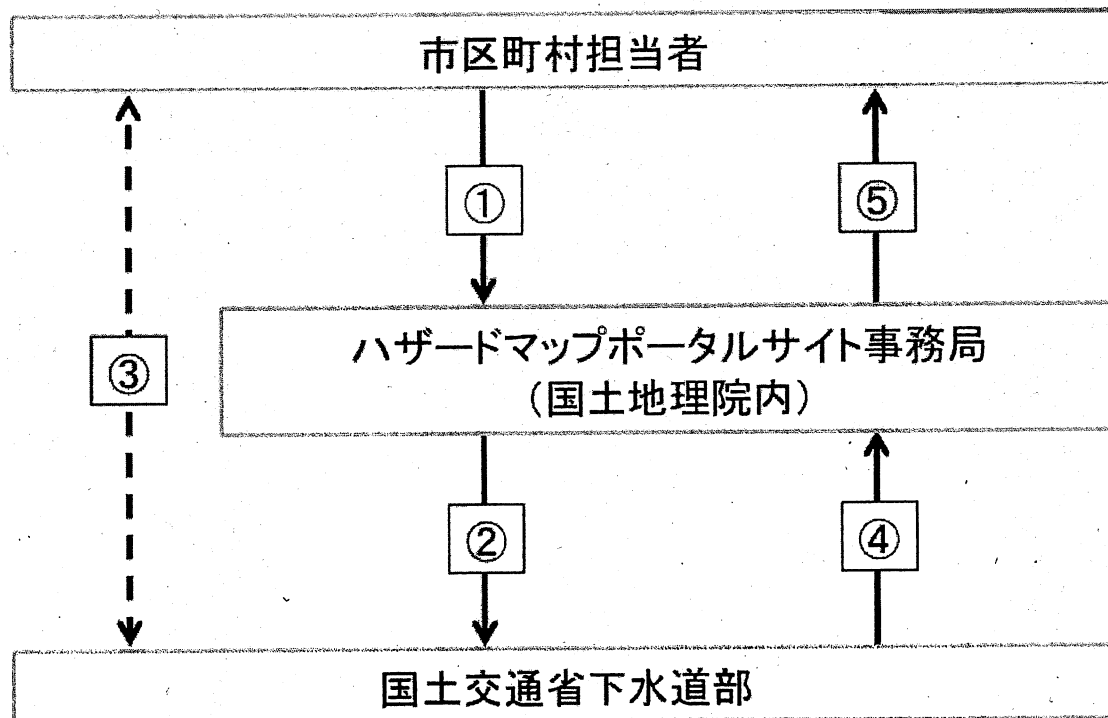 市区町村担当者
①
⑤
ハザードマップポータルサイト事務局
(国土地理院内)
③
②
④
国土交通省下水道部